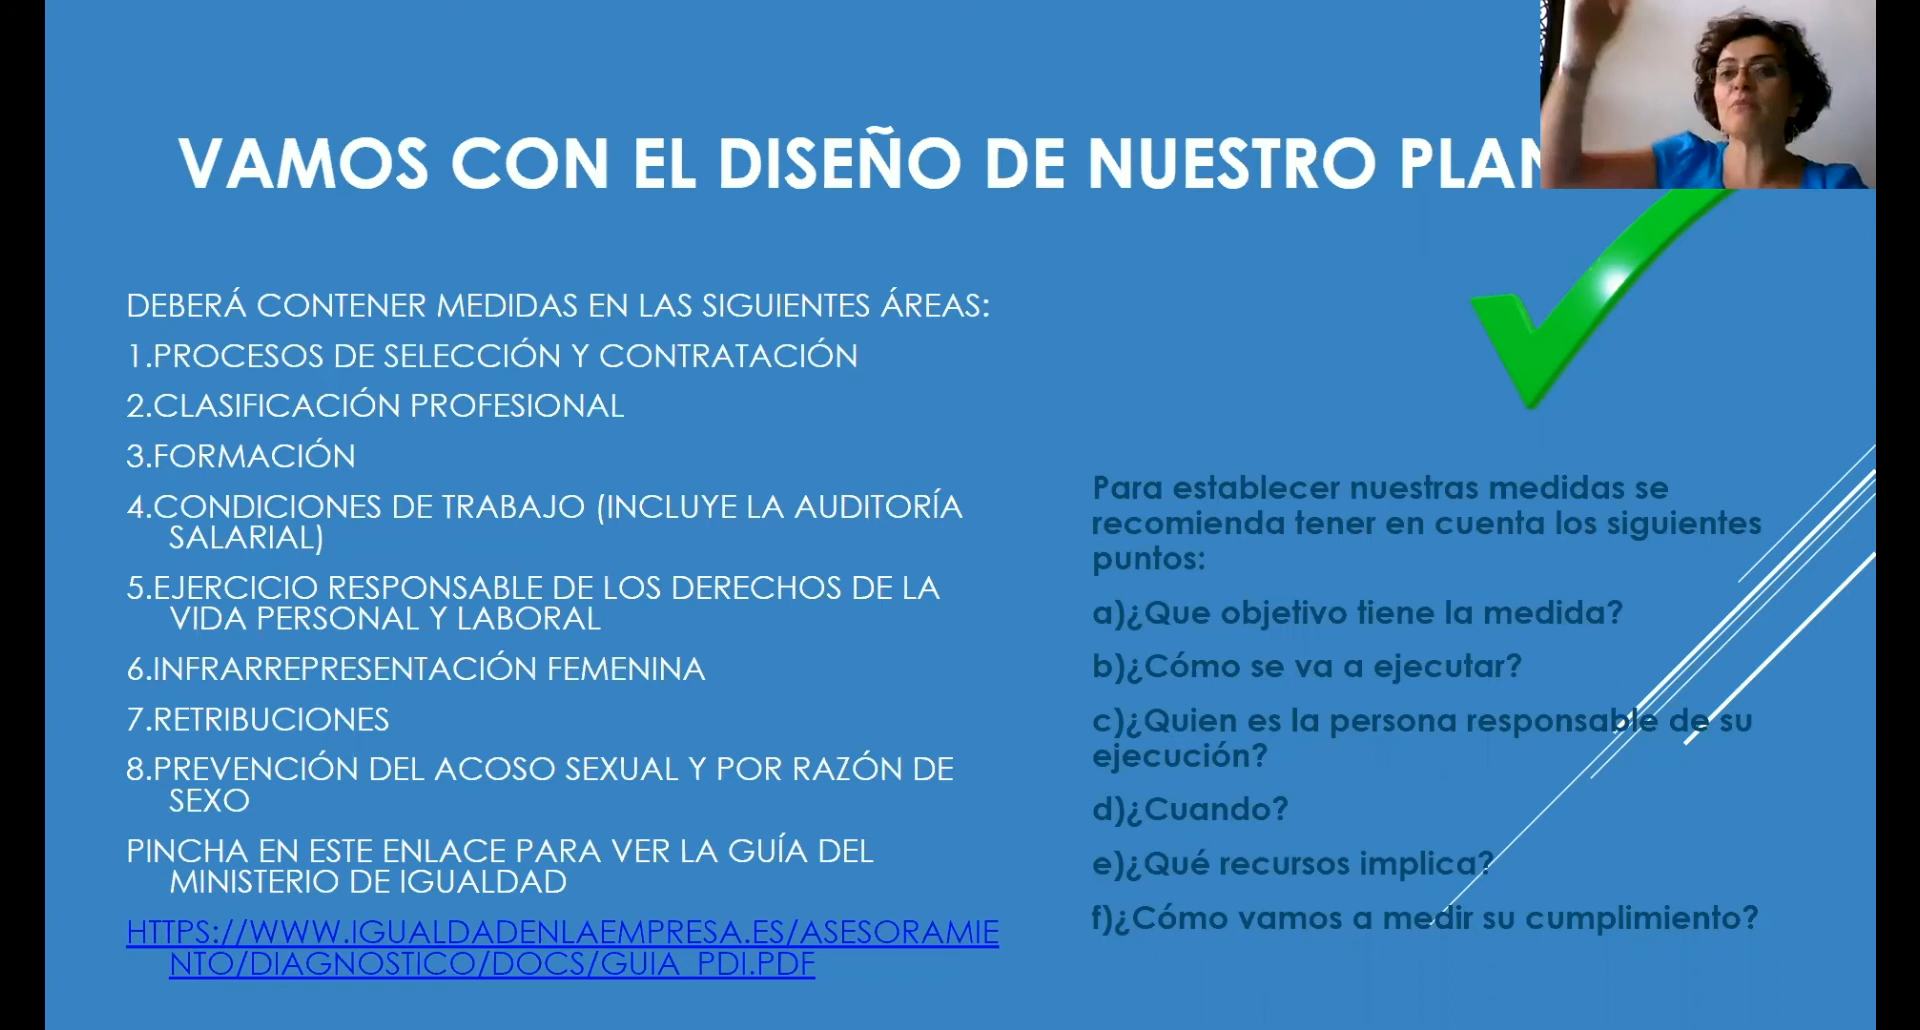 VAMOS CON EL DISEÑO DE NUESTRO PLAN
DEBERÁ CONTENER MEDIDAS EN LAS SIGUIENTES ÁREAS:
1.PROCESOS DE SELECCIÓN Y CONTRATACIÓN
2.CLASIFICACIÓN PROFESIONAL
3.FORMACIÓN
4.CONDICIONES DE TRABAJO (INCLUYE LA AUDITORÍA
SALARIAL)
5.EJERCICIO RESPONSABLE DE LOS DERECHOS DE LA
VIDA PERSONAL Y LABORAL
6.INFRARREPRESENTACIÓN FEMENINA
7.RETRIBUCIONES
8.PREVENCIÓN DEL ACOSO SEXUAL Y POR RAZÓN DE
SEXO
PINCHA EN ESTE ENLACE PARA VER LA GUÍA DEL
MINISTERIO DE IGUALDAD
HTTPS://WWW.IGUALDADENLAEMPRESA.ES/ASESORAMIE
NTO/DIAGNOSTICO/DOCS/GUIA_PDI.PDF
Para establecer nuestras medidas se
recomienda tener en cuenta los siguientes
puntos:
a)¿Que objetivo tiene la medida?
b)¿Cómo se va a ejecutar?
c)¿Quien es la persona responsable de su
ejecución?
d)¿Cuando?
e)¿Qué recursos implica?
f)¿Cómo vamos a medir su cumplimiento?